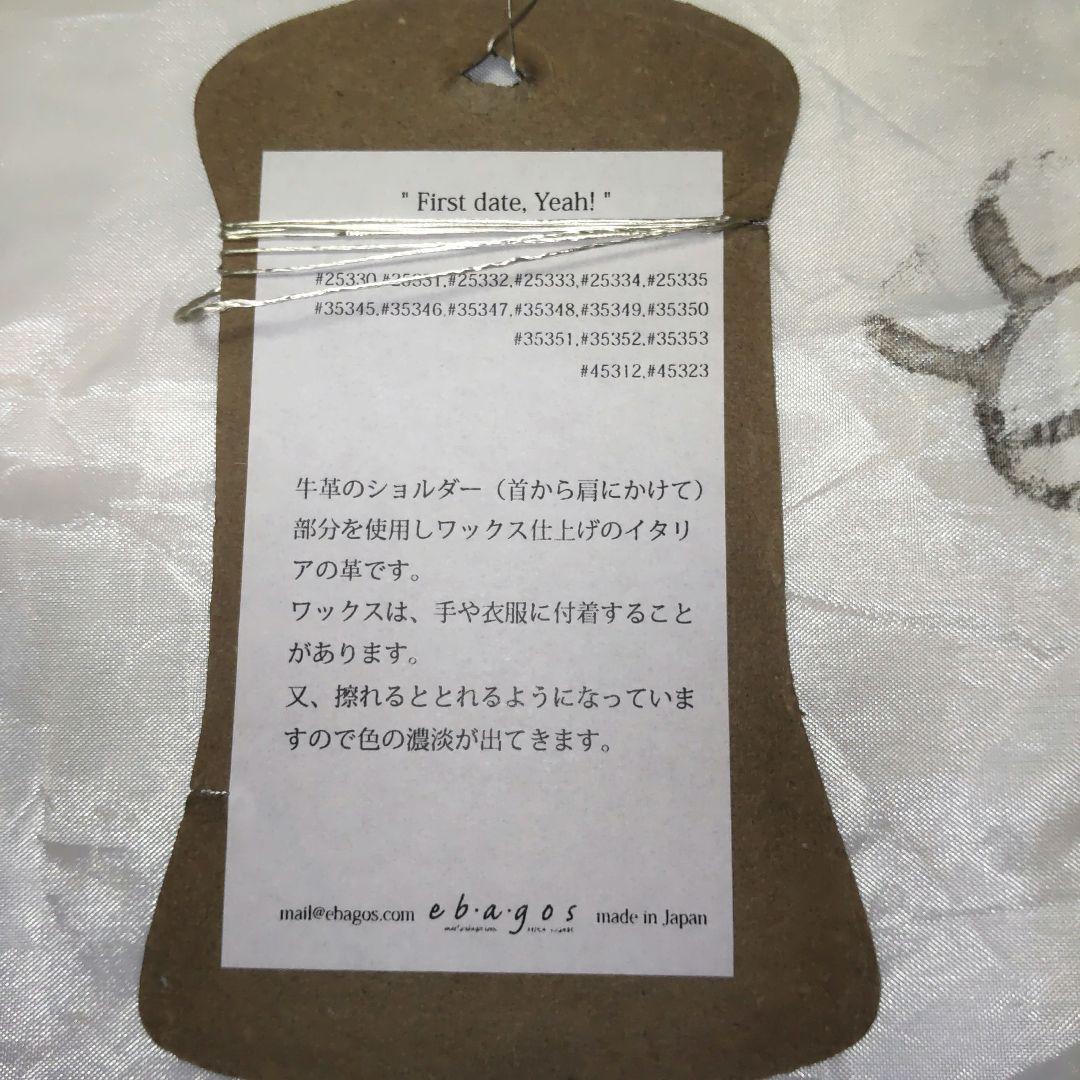 " First date, Yeah! "
#25330,#25331,#25332,#25333,#25334,#25335
#35345,#35346,#35347,#35348,#35349,#35350
#35351,#35352,#35353
#45312,#45323
牛革のショルダー（首から肩にかけて）
部分を使用しワックス仕上げのイタリ
アの革です。
ワックスは、手や衣服に付着すること
があります。
又、擦れるととれるようになっていま
すので色の濃淡が出てきます。
mail@ebagos.com e b・a・g o s made in Japan